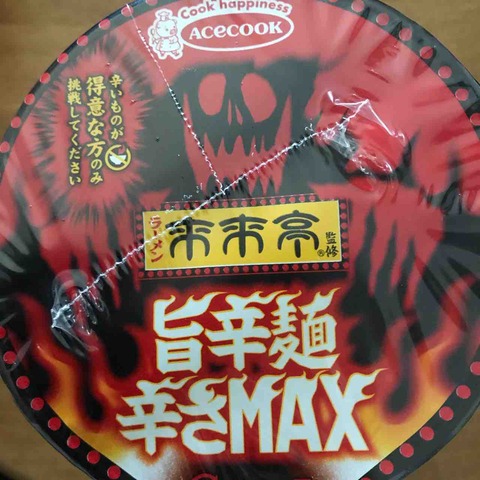 Cook happiness
ACECOOK
辛いものが
得意な方のみ
挑戦してください
ラーメン
来来亭
®監修
旨辛麺
辛さMAX